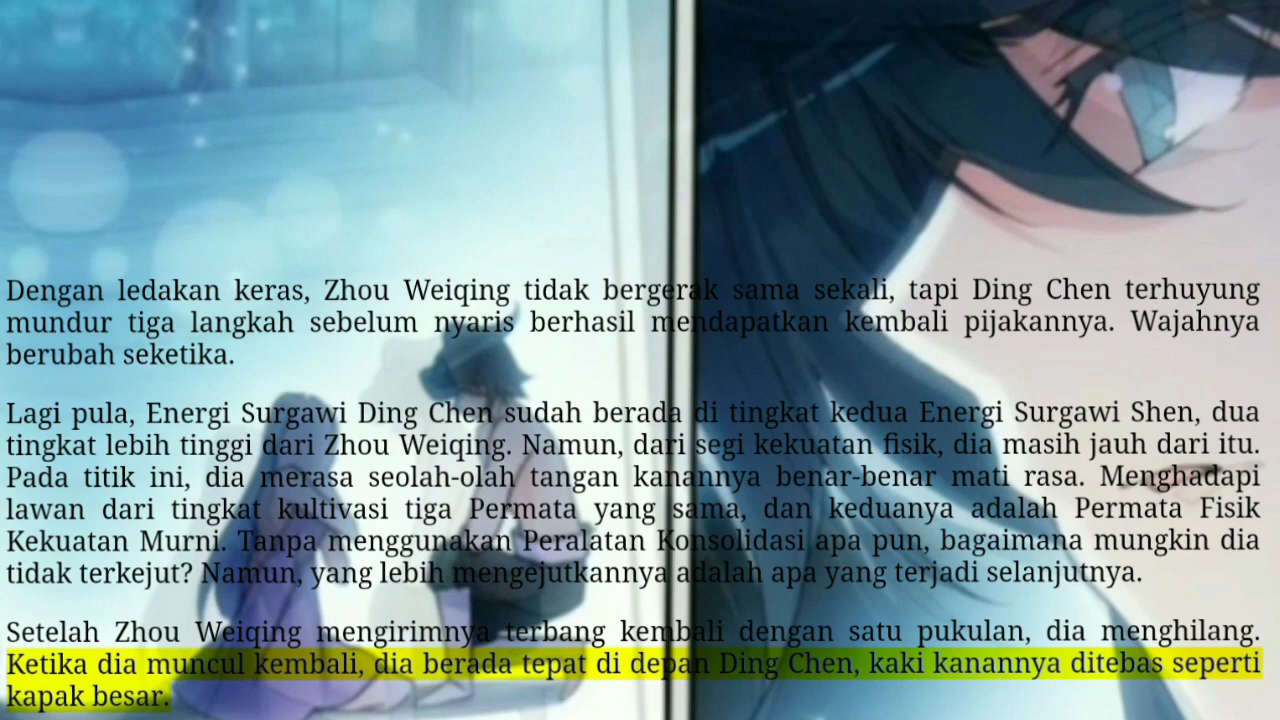 Dengan ledakan keras, Zhou Weiqing tidak bergerak sama sekali, tapi Ding Chen terhuyung
mundur tiga langkah sebelum nyaris berhasil mendapatkan kembali pijakannya. Wajahnya
berubah seketika.
Lagi pula, Energi Surgawi Ding Chen sudah berada di tingkat kedua Energi Surgawi Shen, dua
tingkat lebih tinggi dari Zhou Weiqing. Namun, dari segi kekuatan fisik, dia masih jauh dari itu.
Pada titik ini, dia merasa seolah-olah tangan kanannya benar-benar mati rasa. Menghadapi
lawan dari tingkat kultivasi tiga Permata yang sama, dan keduanya adalah Permata Fisik
Kekuatan Murni. Tanpa menggunakan Peralatan Konsolidasi apa pun, bagaimana mungkin dia
tidak terkejut? Namun, yang lebih mengejutkannya adalah apa yang terjadi selanjutnya.
Setelah Zhou Weiqing mengirimnya terbang kembali dengan satu pukulan, dia menghilang.
Ketika dia muncul kembali, dia berada tepat di depan Ding Chen, kaki kanannya ditebas seperti
kapak besar.